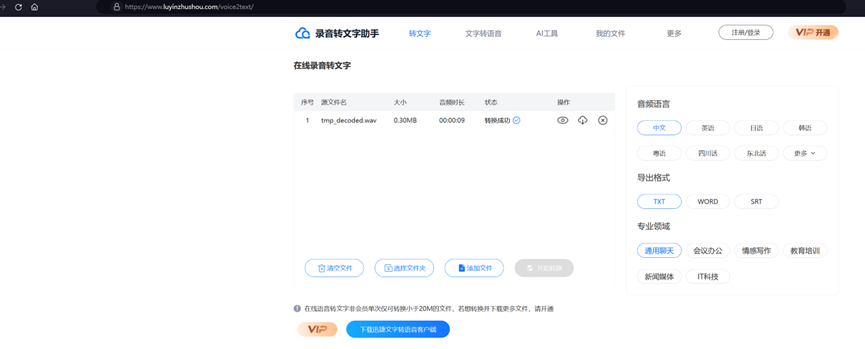 https://www.luyinzhushou.com/voice2text/
录音转文字助手 转文字 文字转语音 AI工具 我的文件 更多 注册/登录 VIP 开通
在线录音转文字
序号 源文件名 大小 音频时长 状态 操作
1 tmp_decoded.wav 0.30MB 00:00:09 转换成功
音频语言
中文 英语 日语 韩语
粤语 四川话 东北话 更多
导出格式
TXT WORD SRT
专业领域
通用聊天 会议办公 情感写作 教育培训
新闻媒体 IT科技
清空文件 选择文件夹 添加文件 开始转换
在线语音转文字非会员单次仅可转换小于20M的文件，若想转换并下载更多文件，请开通
VIP 下载迅捷文字转语音客户端